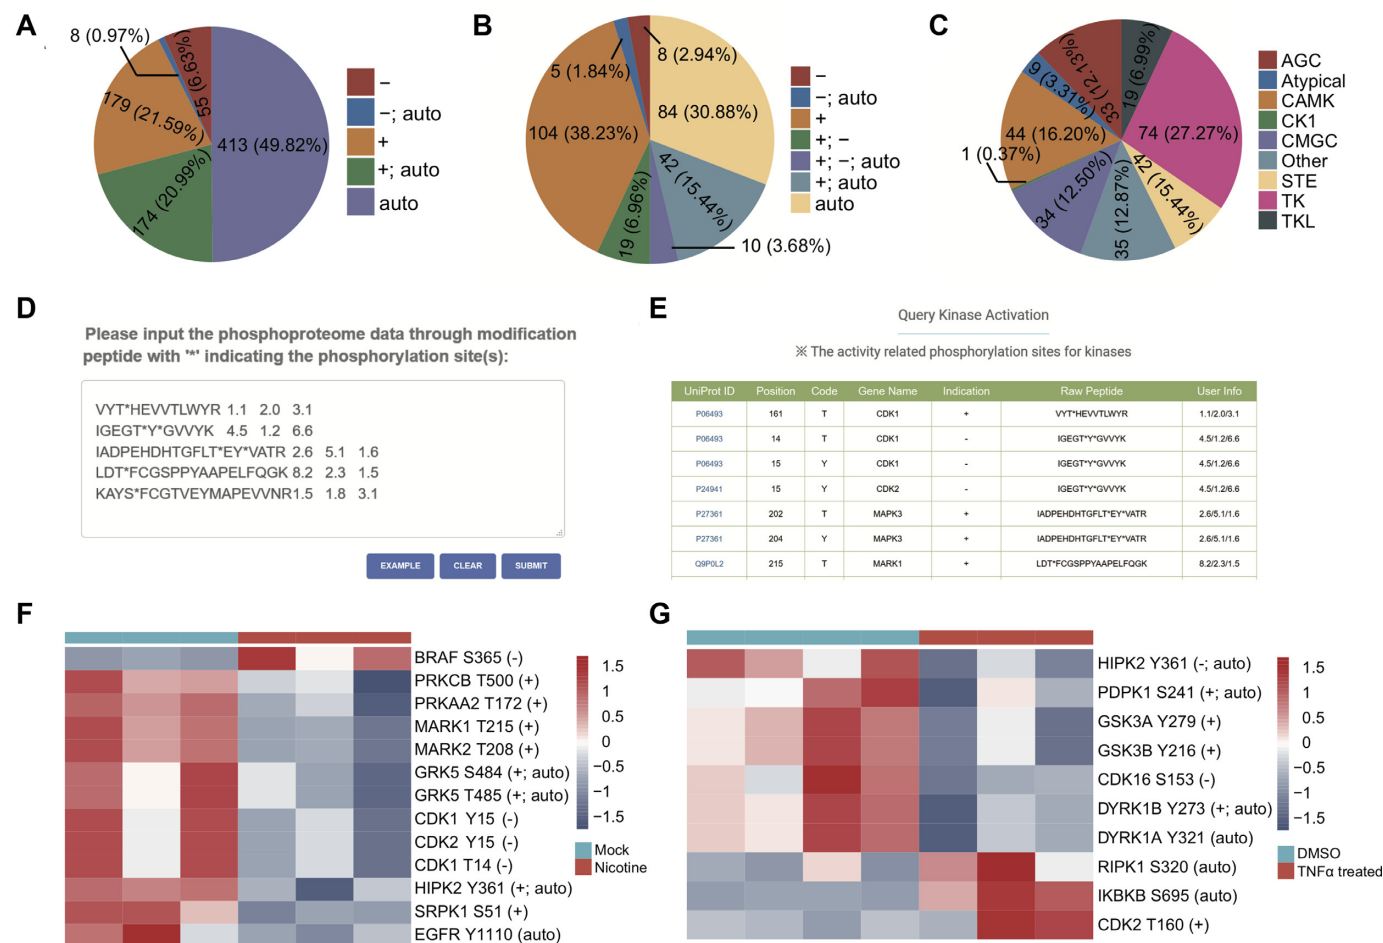 A
8 (0.97%)
55 (6.63%)
179 (21.59%)
413 (49.82%)
174 (20.99%)
−
−; auto
+
+; auto
auto
B
5 (1.84%)
8 (2.94%)
84 (30.88%)
104 (38.23%)
42 (15.44%)
19 (6.96%)
10 (3.68%)
−
−; auto
+
+; −
+; −; auto
+; auto
auto
C
33 (12.13%)
19 (6.99%)
9 (3.31%)
44 (16.20%)
74 (27.27%)
1 (0.37%)
34 (12.50%)
35 (12.87%)
42 (15.44%)
AGC
Atypical
CAMK
CK1
CMGC
Other
STE
TK
TKL
D
Please input the phosphoproteome data through modification
peptide with '*' indicating the phosphorylation site(s):
VYT*HEVVTLWYR 1.1 2.0 3.1
IGEGT*Y*GVVYK 4.5 1.2 6.6
IADPEHDHTGFLT*EY*VATR 2.6 5.1 1.6
LDT*FCGSPPYAAPELFQGK 8.2 2.3 1.5
KAYS*FCGTVEYMAPEVVNR 1.5 1.8 3.1
EXAMPLE CLEAR SUBMIT
E
Query Kinase Activation
※ The activity related phosphorylation sites for kinases
UniProt ID Position Code Gene Name Indication Raw Peptide User Info
P06493 161 T CDK1 + VYT*HEVVTLWYR 1.1/2.0/3.1
P06493 14 T CDK1 - IGEGT*Y*GVVYK 4.5/1.2/6.6
P06493 15 Y CDK1 - IGEGT*Y*GVVYK 4.5/1.2/6.6
P24941 15 Y CDK2 - IGEGT*Y*GVVYK 4.5/1.2/6.6
P27361 202 T MAPK3 + IADPEHDHTGFLT*EY*VATR 2.6/5.1/1.6
P27361 204 Y MAPK3 + IADPEHDHTGFLT*EY*VATR 2.6/5.1/1.6
Q9P0L2 215 T MARK1 + LDT*FCGSPPYAAPELFQGK 8.2/2.3/1.5
F
BRAF S365 (-)
PRKCB T500 (+)
PRKAA2 T172 (+)
MARK1 T215 (+)
MARK2 T208 (+)
GRK5 S484 (+; auto)
GRK5 T485 (+; auto)
CDK1 Y15 (-)
CDK2 Y15 (-)
CDK1 T14 (-)
HIPK2 Y361 (+; auto)
SRPK1 S51 (+)
EGFR Y1110 (auto)
1.5
1
0.5
0
−0.5
−1
−1.5
Mock
Nicotine
G
HIPK2 Y361 (-; auto)
PDPK1 S241 (+; auto)
GSK3A Y279 (+)
GSK3B Y216 (+)
CDK16 S153 (-)
DYRK1B Y273 (+; auto)
DYRK1A Y321 (auto)
RIPK1 S320 (auto)
IKBKB S695 (auto)
CDK2 T160 (+)
1.5
1
0.5
0
−0.5
−1
−1.5
DMSO
TNFα treated